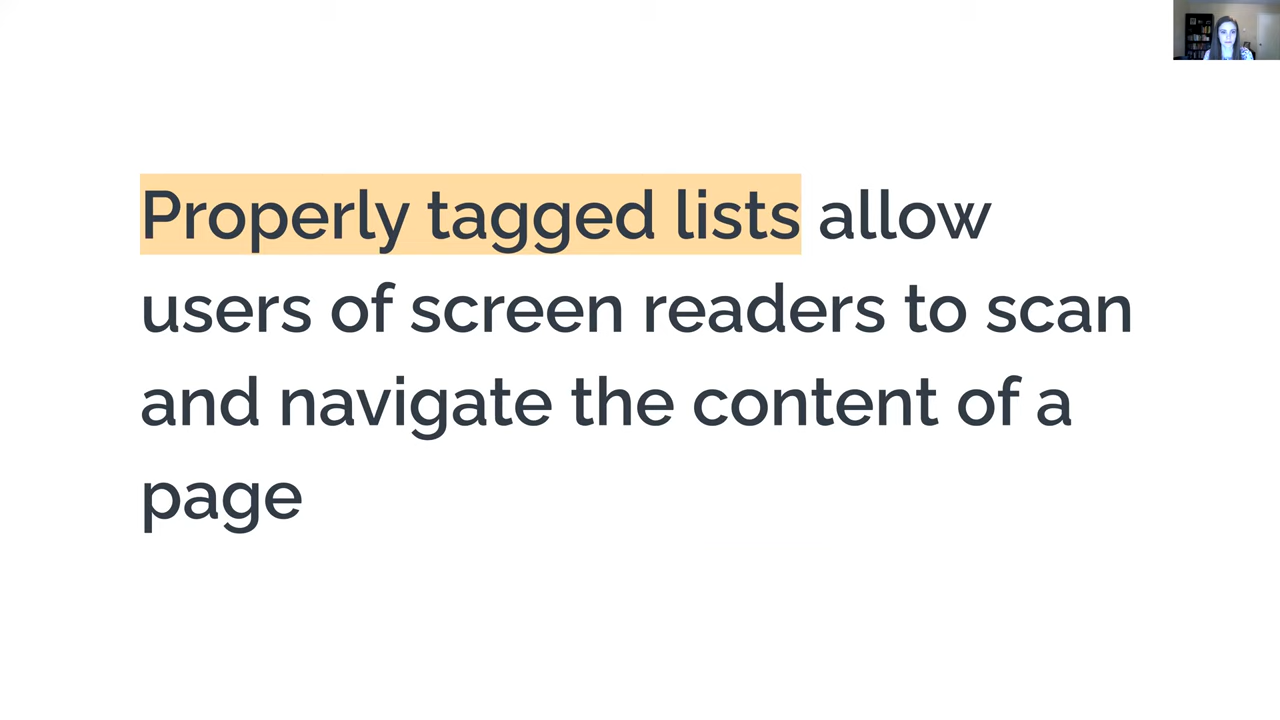 Properly tagged lists allow
users of screen readers to scan
and navigate the content of a
page